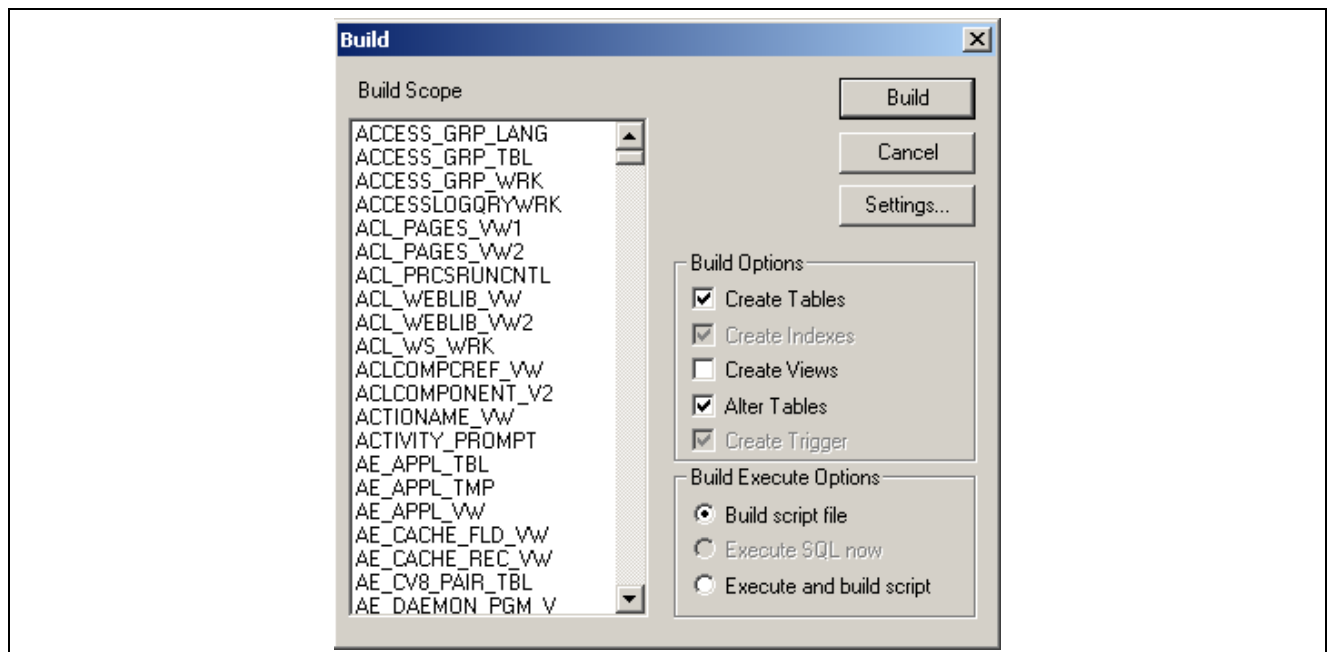 Build
Build Scope
ACCESS_GRP_LANG
ACCESS_GRP_TBL
ACCESS_GRP_WRK
ACCESSLOGQRYWRK
ACL_PAGES_VW1
ACL_PAGES_VW2
ACL_PRCSRUNCNTL
ACL_WEBLIB_VW
ACL_WEBLIB_VW2
ACL_WS_WRK
ACLCOMPCREF_VW
ACLCOMPONENT_V2
ACTIONAME_VW
ACTIVITY_PROMPT
AE_APPL_TBL
AE_APPL_TMP
AE_APPL_VW
AE_CACHE_FLD_VW
AE_CACHE_REC_VW
AE_CV8_PAIR_TBL
AE_DAEMON_PGM_V
Build
Cancel
Settings...
Build Options
Create Tables
Create Indexes
Create Views
Alter Tables
Create Trigger
Build Execute Options
Build script file
Execute SQL now
Execute and build script